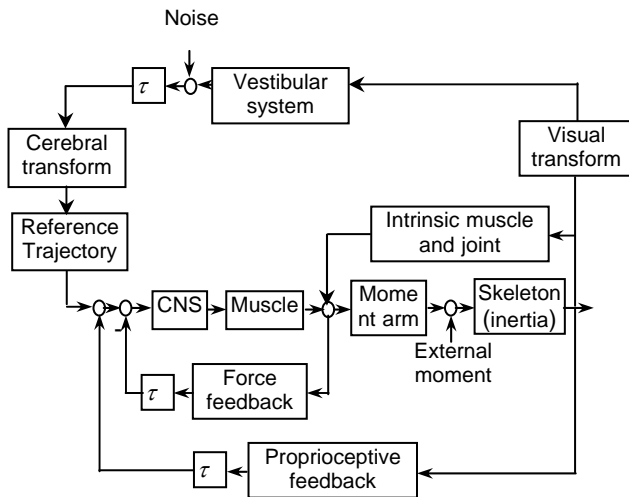 Noise
τ
Vestibular
system
Cerebral
transform
Visual
transform
Reference
Trajectory
Intrinsic muscle
and joint
CNS
Muscle
Mome
nt arm
Skeleton
(inertia)
-
External
moment
τ
Force
feedback
τ
Proprioceptive
feedback